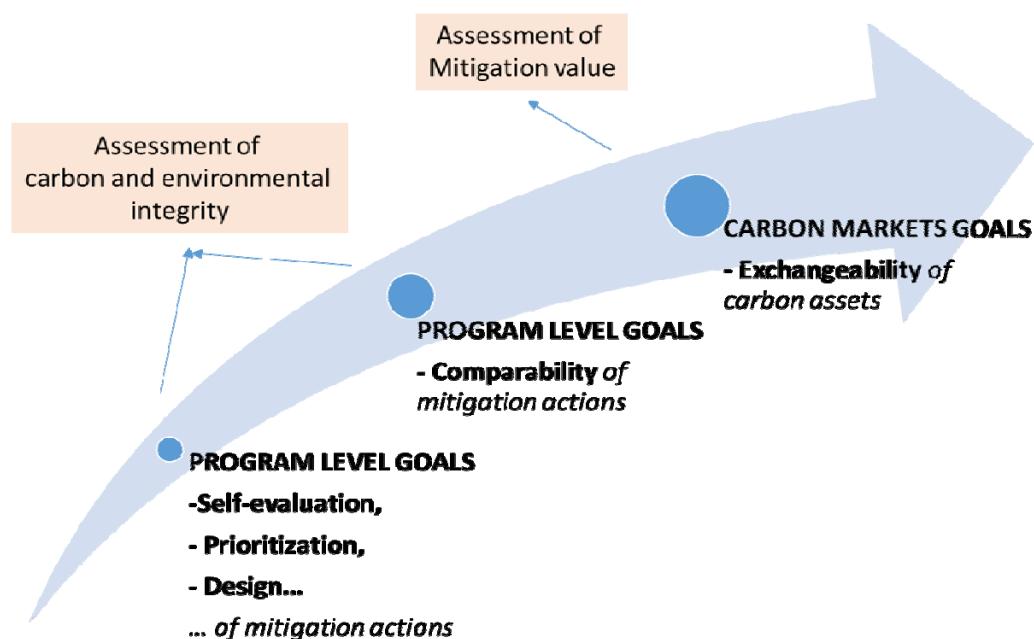 Assessment of
Mitigation value
Assessment of
carbon and environmental
integrity
CARBON MARKETS GOALS
- Exchangeability of
carbon assets
PROGRAM LEVEL GOALS
- Comparability of
mitigation actions
PROGRAM LEVEL GOALS
-Self-evaluation,
- Prioritization,
- Design...
... of mitigation actions